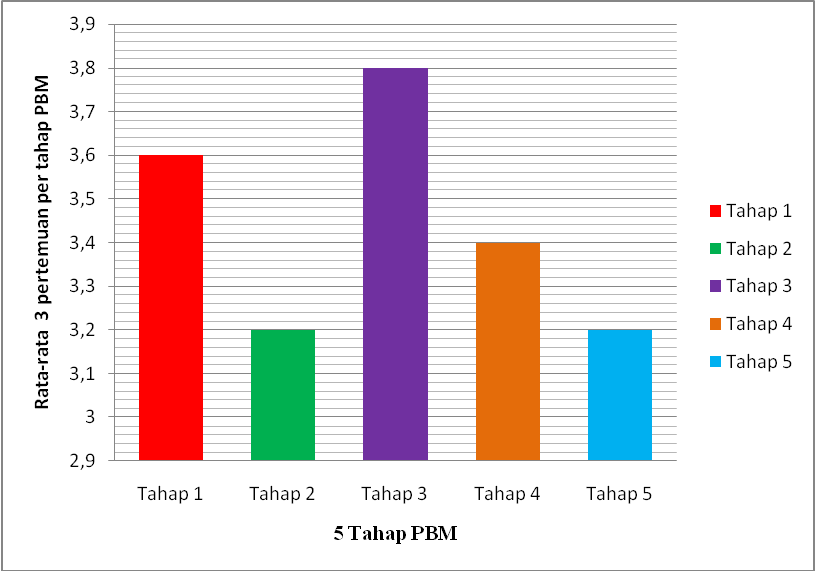 3,9
3,8
3,7
3,6
3,5
3,4
3,3
3,2
3,1
3
2,9
Rata-rata 3 pertemuan per tahap PBM
Tahap 1
Tahap 2
Tahap 3
Tahap 4
Tahap 5
5 Tahap PBM
Tahap 1
Tahap 2
Tahap 3
Tahap 4
Tahap 5